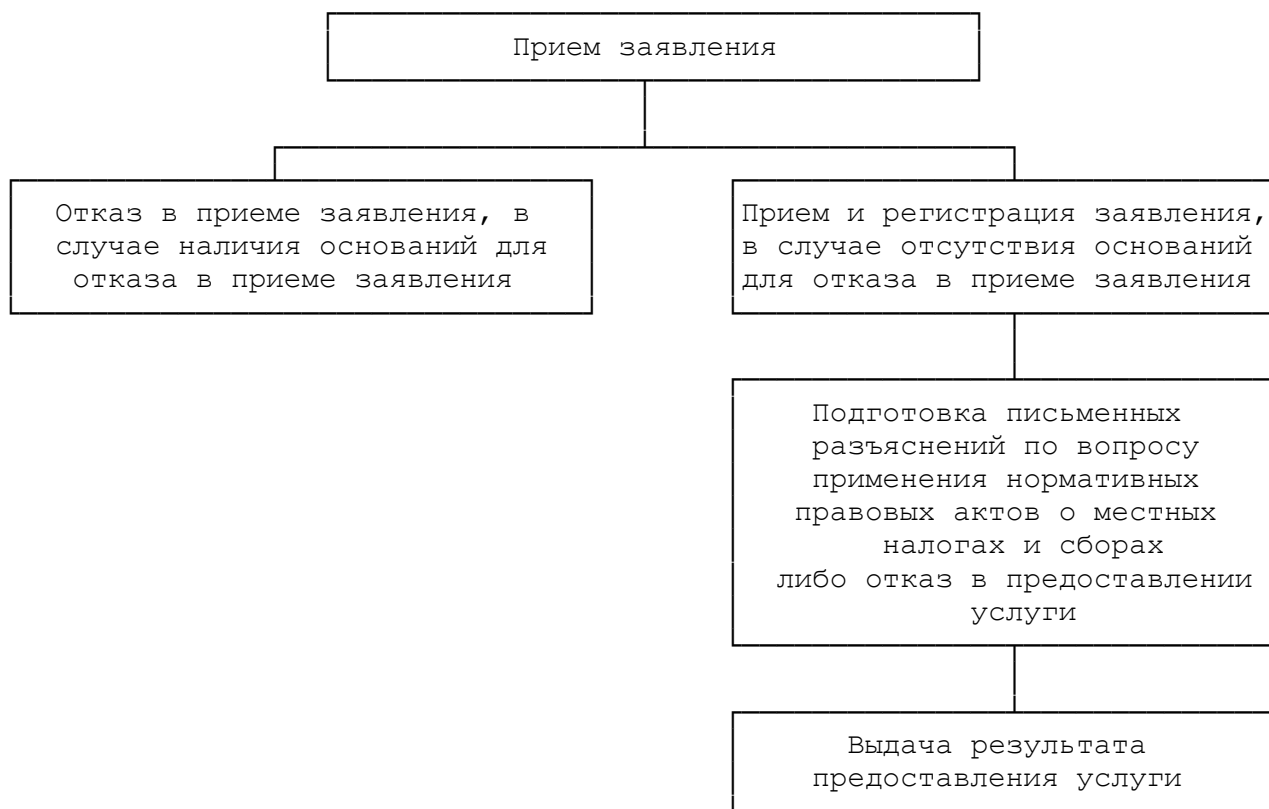 Прием заявления
Отказ в приеме заявления, в
случае наличия оснований для
отказа в приеме заявления
Прием и регистрация заявления,
в случае отсутствия оснований
для отказа в приеме заявления
Подготовка письменных
разъяснений по вопросу
применения нормативных
правовых актов о местных
налогах и сборах
либо отказ в предоставлении
услуги
Выдача результата
предоставления услуги